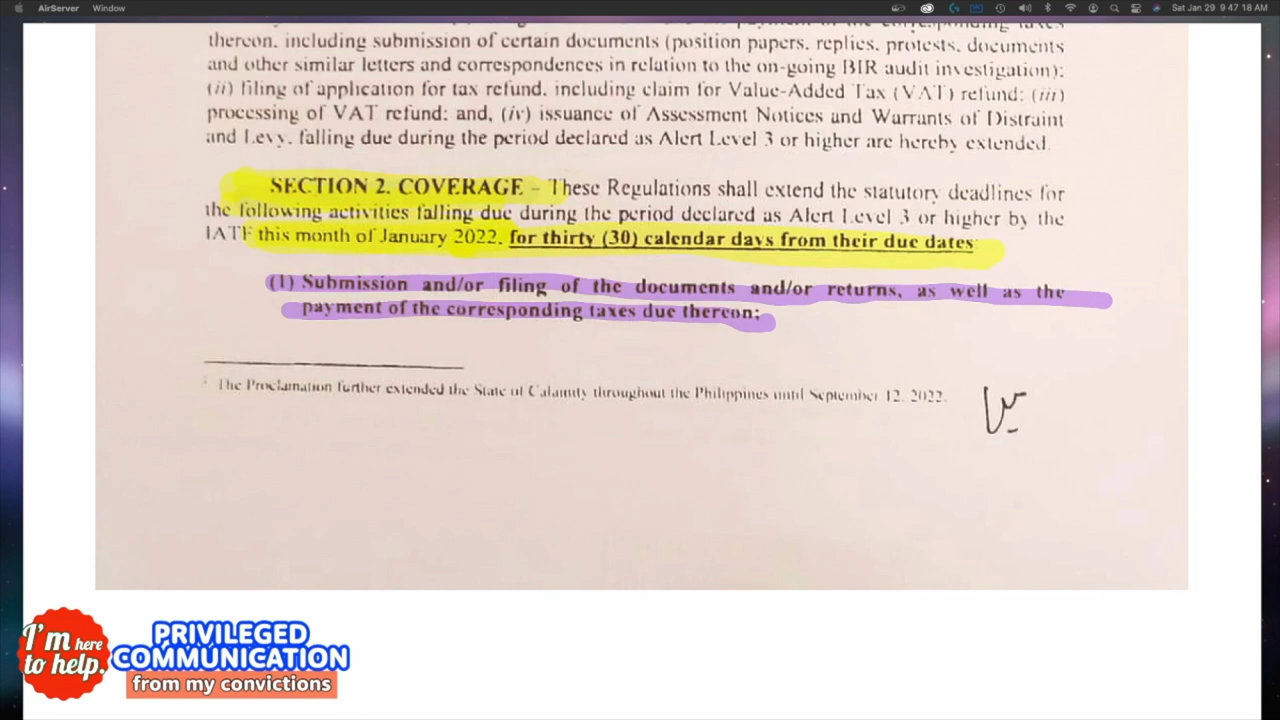 AirServer Window Sat Jan 29 9 47 18 AM
thereon, including submission of certain documents (position papers, replies, protests, documents
and other similar letters and correspondences in relation to the on-going BIR audit investigation);
(ii) filing of application for tax refund, including claim for Value-Added Tax (VAT) refund; (iii)
processing of VAT refund; and, (iv) issuance of Assessment Notices and Warrants of Distraint
and Levy, falling due during the period declared as Alert Level 3 or higher are hereby extended.
SECTION 2. COVERAGE – These Regulations shall extend the statutory deadlines for
the following activities falling due during the period declared as Alert Level 3 or higher by the
IATF this month of January 2022, for thirty (30) calendar days from their due dates:
(1) Submission and/or filing of the documents and/or returns, as well as the
payment of the corresponding taxes due thereon;
The Proclamation further extended the State of Calamity throughout the Philippines until September 12, 2022.
I'm here
to help.
PRIVILEGED
COMMUNICATION
from my convictions